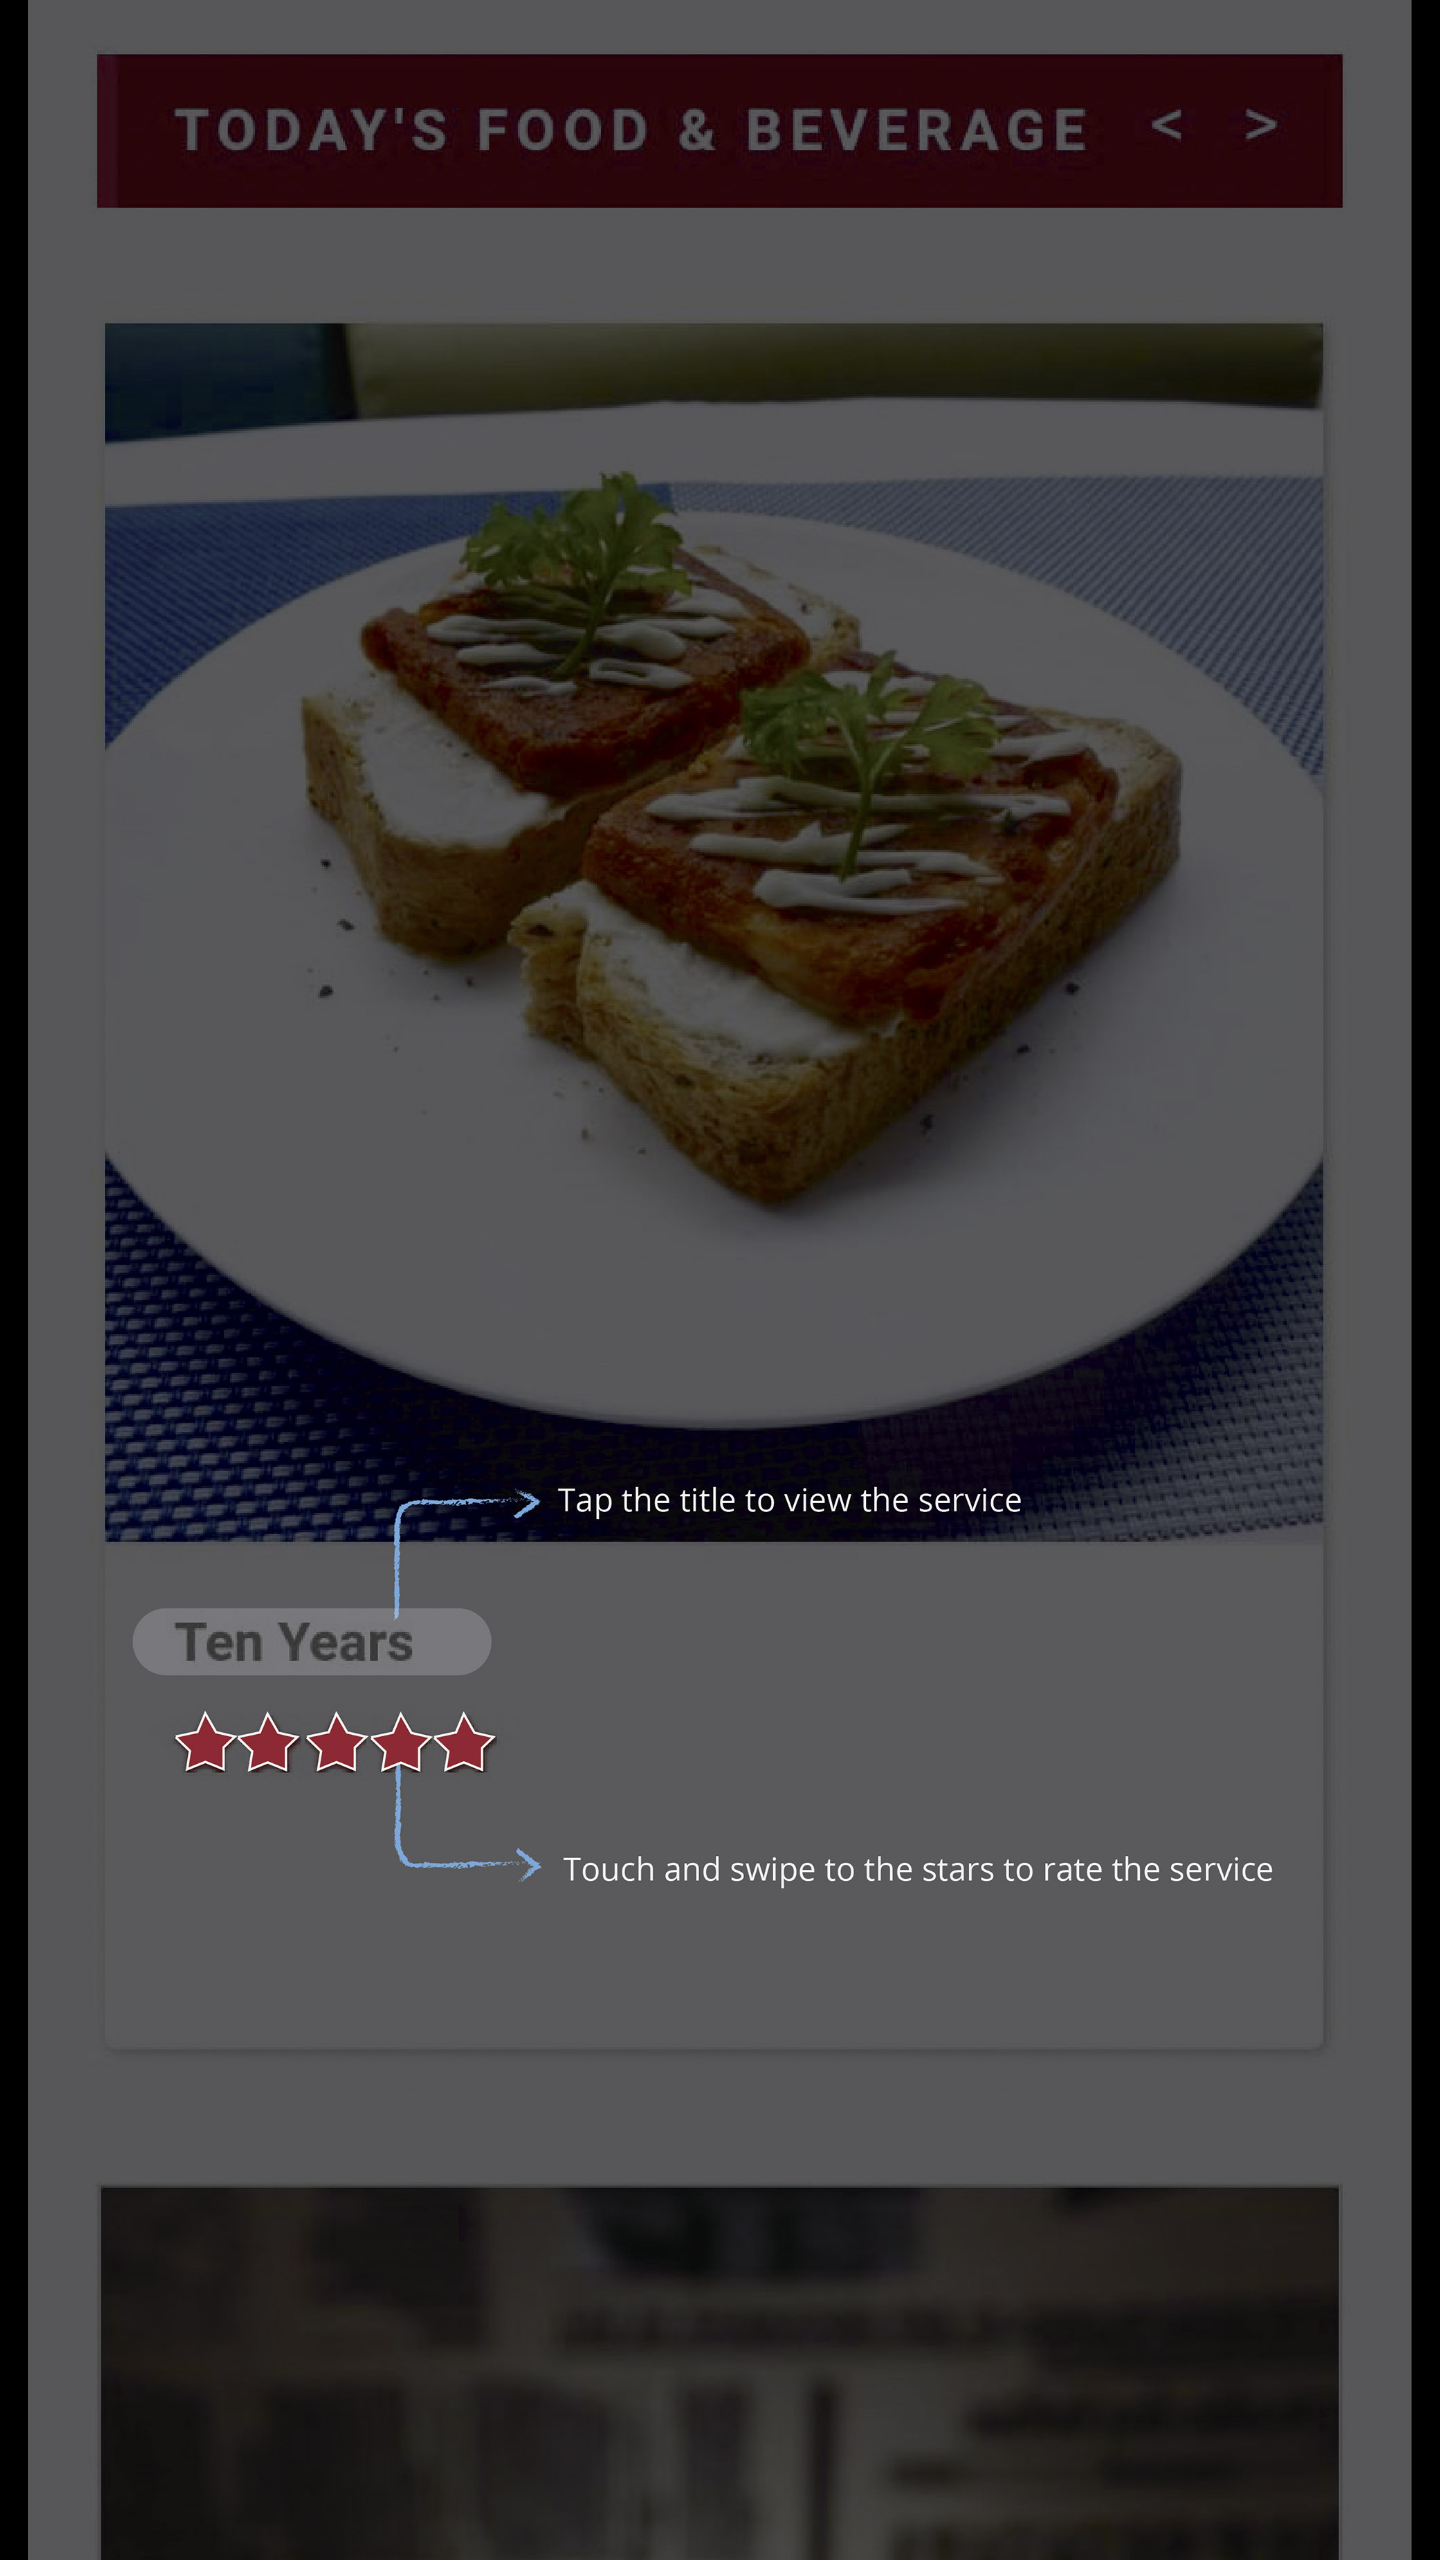 TODAY'S FOOD & BEVERAGE < >
Tap the title to view the service
Ten Years
Touch and swipe to the stars to rate the service